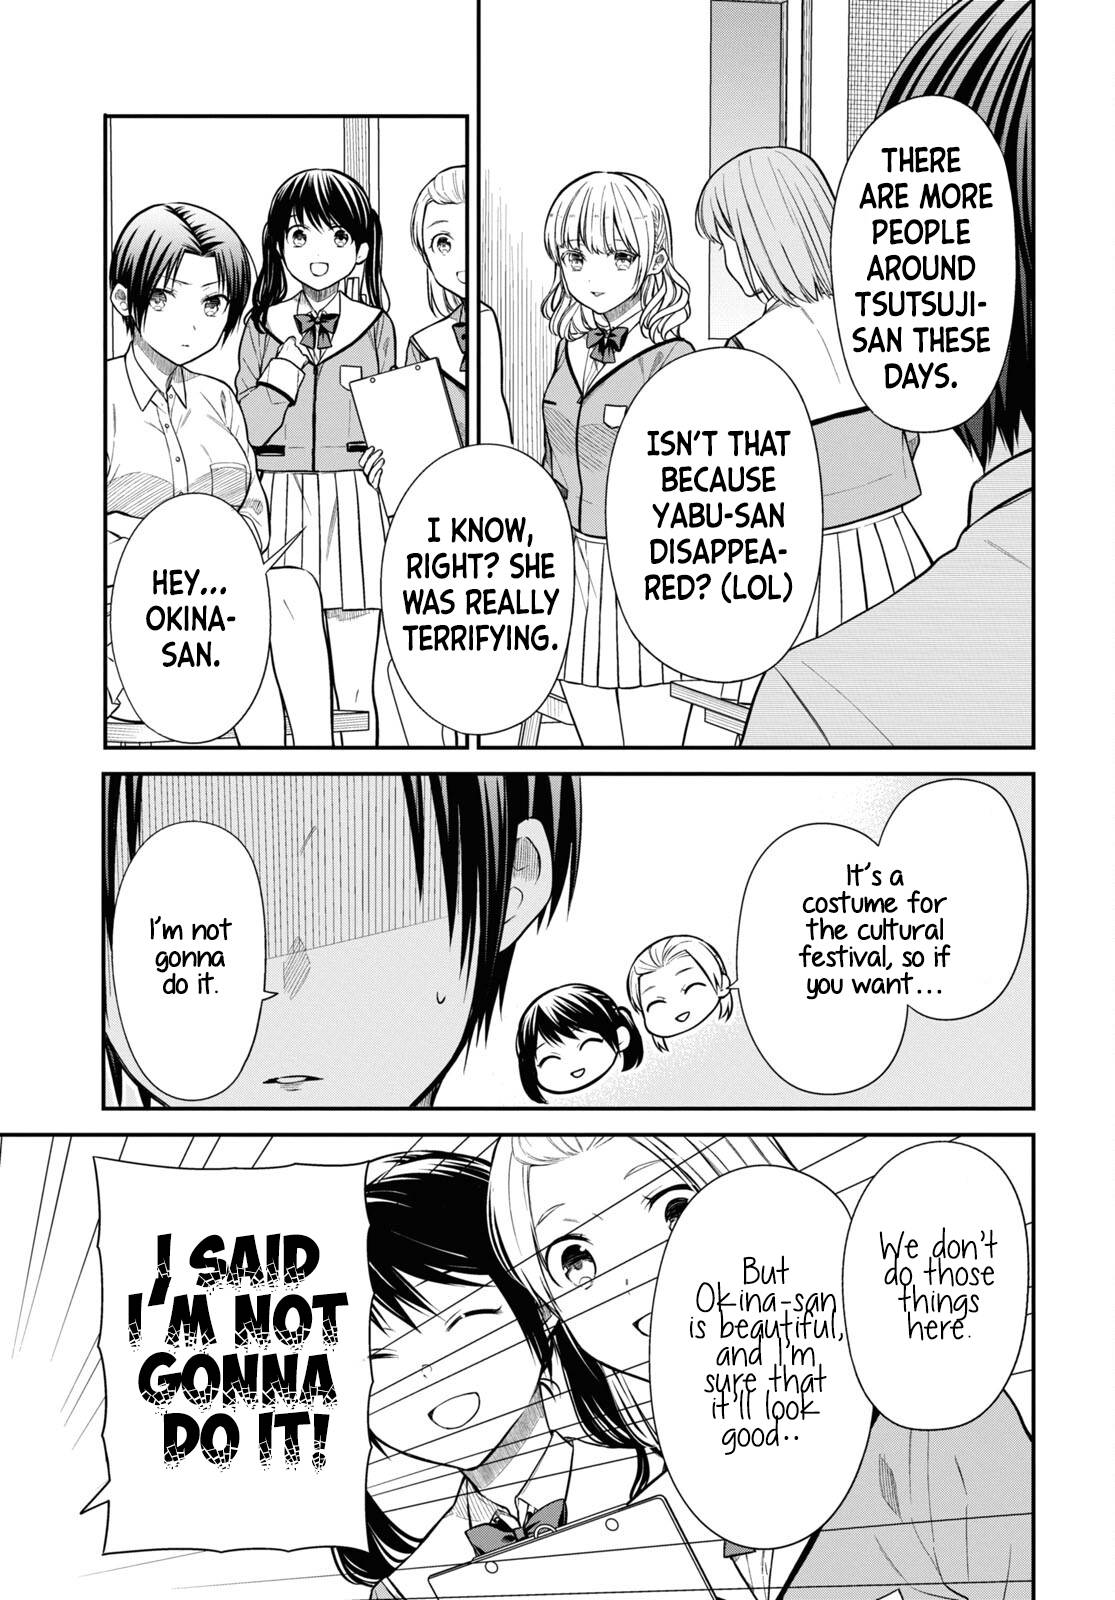 THERE
ARE MORE
PEOPLE
AROUND
TSUTSUJI-
SAN THESE
DAYS.
ISN'T THAT
BECAUSE
YABU-SAN
DISAPPEA-
RED? (LOL)
I KNOW,
RIGHT? SHE
WAS REALLY
TERRIFYING.
HEY...
OKINA-
SAN.
It's a
costume for
the cultural
festival, so if
you want...
I'm not
gonna
do it.
We don't
do those
things
here.
But
Okina-san
is beautiful,
and I'm
sure that
it'll look
good..
I SAID
I'M NOT
GONNA
DO IT!